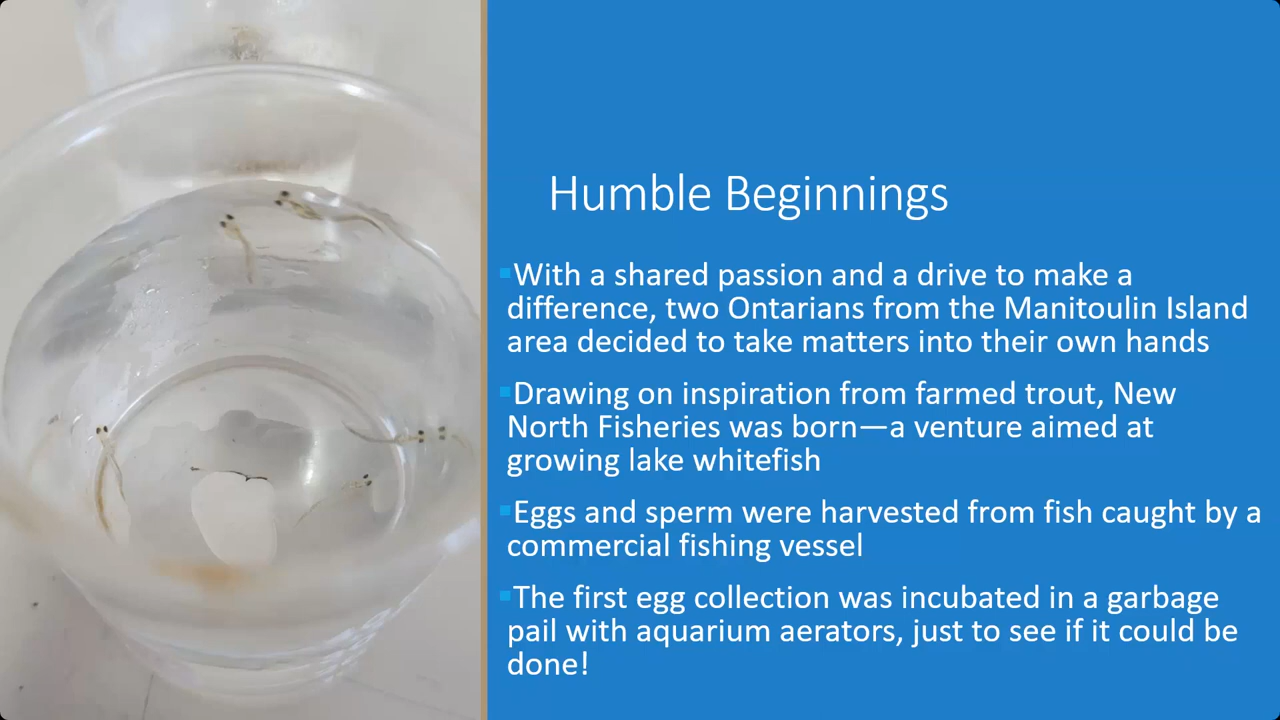 Humble Beginnings
▪With a shared passion and a drive to make a
difference, two Ontarians from the Manitoulin Island
area decided to take matters into their own hands
▪Drawing on inspiration from farmed trout, New
North Fisheries was born—a venture aimed at
growing lake whitefish
▪Eggs and sperm were harvested from fish caught by a
commercial fishing vessel
▪The first egg collection was incubated in a garbage
pail with aquarium aerators, just to see if it could be
done!